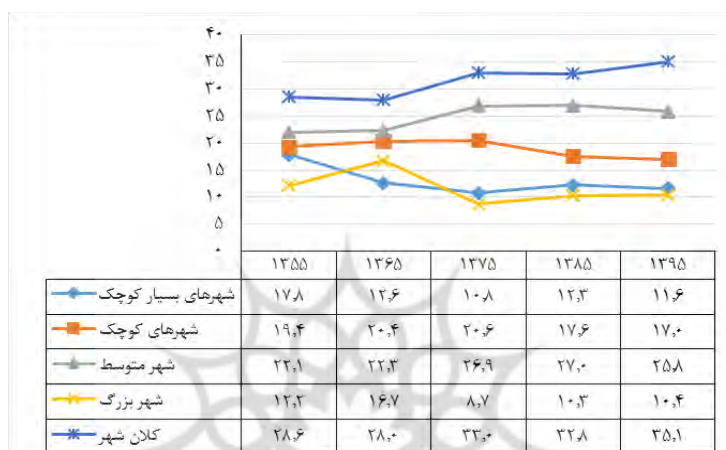 ۴۰
۳۵
۳۰
۲۵
۲۰
۱۵
۱۰
۵
۰
۱۳۵۵ ۱۳۶۵ ۱۳۷۵ ۱۳۸۵ ۱۳۹۵
شهرهای بسیار کوچک ۱۷٫۸ ۱۲٫۶ ۱۰٫۸ ۱۲٫۳ ۱۱٫۶
شهرهای کوچک ۱۹٫۴ ۲۰٫۴ ۲۰٫۶ ۱۷٫۶ ۱۷٫۰
شهر متوسط ۲۲٫۱ ۲۲٫۳ ۲۶٫۹ ۲۷٫۰ ۲۵٫۸
شهر بزرگ ۱۲٫۲ ۱۶٫۷ ۸٫۷ ۱۰٫۳ ۱۰٫۴
کلان شهر ۲۸٫۶ ۲۸٫۰ ۳۳٫۰ ۳۲٫۸ ۳۵٫۱